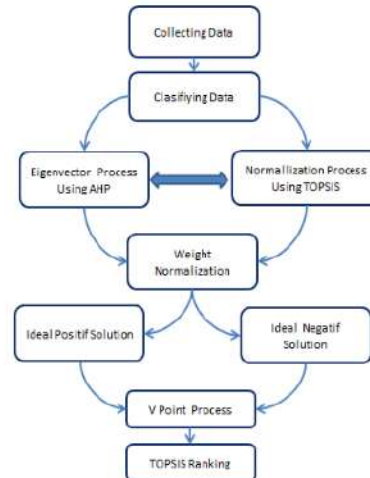 Collecting Data
Clasifiying Data
Eigenvector Process
Using AHP
Normallization Process
Using TOPSIS
Weight
Normalization
Ideal Positif Solution
Ideal Negatif
Solution
V Point Process
TOPSIS Ranking